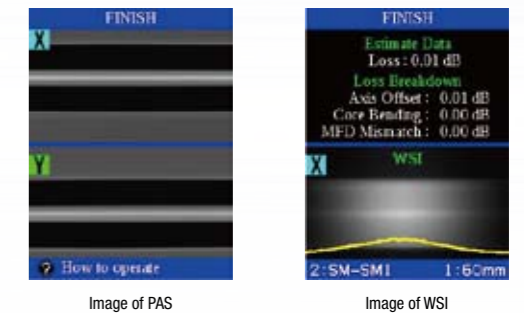 FINISH
X
Y
? How to operate
Image of PAS
FINISH
Estimate Data
Loss : 0.01 dB
Loss Breakdown
Axis Offset : 0.01 dB
Core Bending : 0.00 dB
MFD Mismatch : 0.00 dB
X WSI
2:SM-SM1 1:60mm
Image of WSI